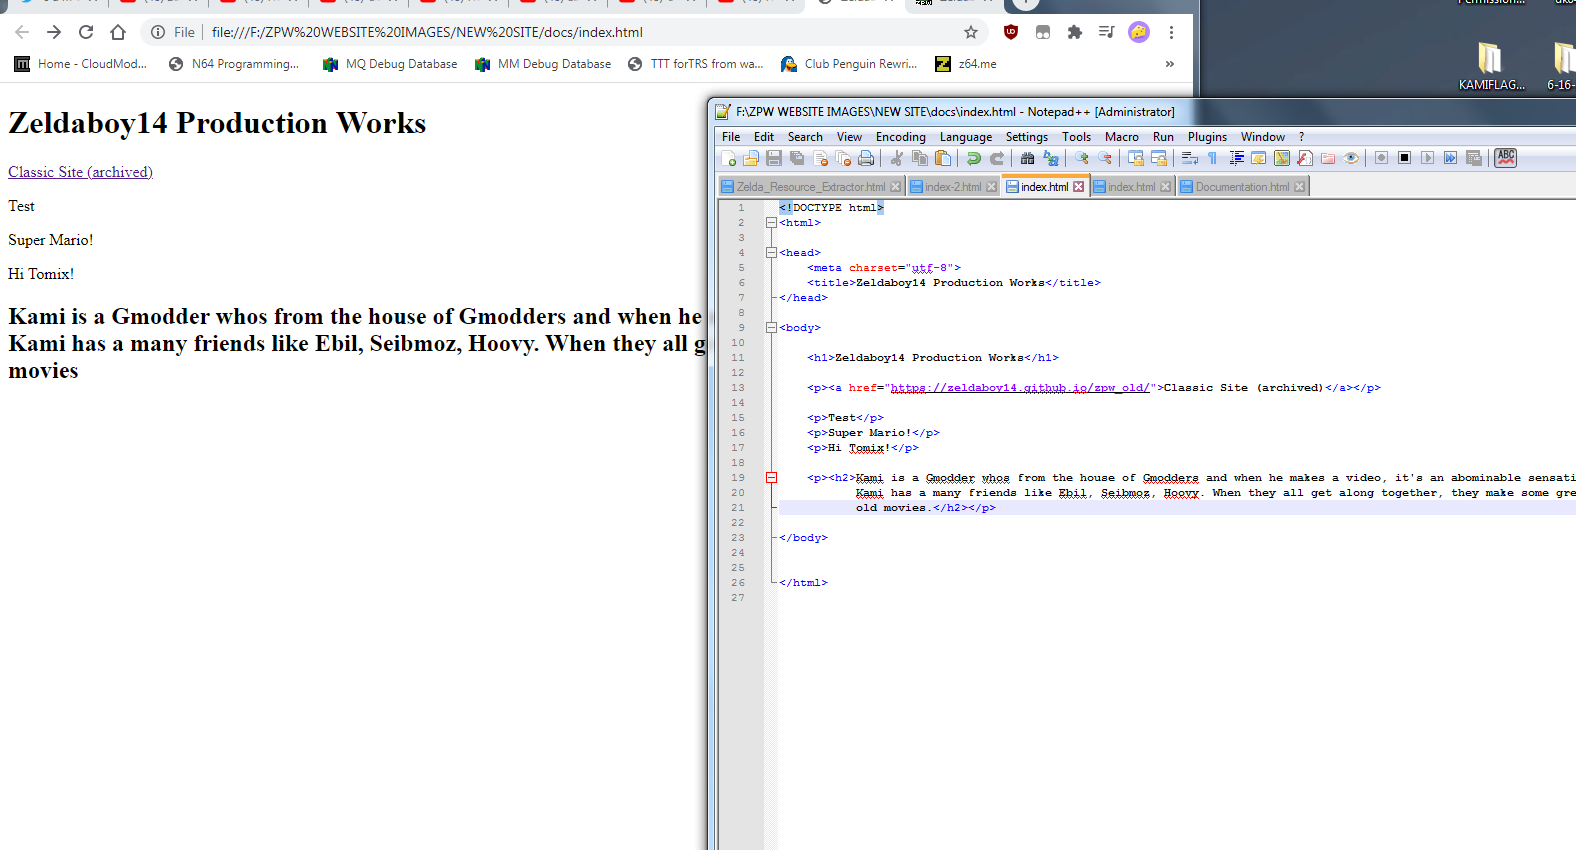 File file:///F:/ZPW%20WEBSITE%20IMAGES/NEW%20SITE/docs/index.html
Home - CloudMod... N64 Programming... MQ Debug Database MM Debug Database TTT forTRS from wa... Club Penguin Rewri... z64.me »
KAMIFLAG... 6-16-
Zeldaboy14 Production Works
Classic Site (archived)
Test
Super Mario!
Hi Tomix!
Kami is a Gmodder whos from the house of Gmodders and when he
Kami has a many friends like Ebil, Seibmoz, Hoovy. When they all g
movies
F:\ZPW WEBSITE IMAGES\NEW SITE\docs\index.html - Notepad++ [Administrator]
File Edit Search View Encoding Language Settings Tools Macro Run Plugins Window ?
ABC
Zelda_Resource_Extractor.html index-2.html index.html index.html Documentation.html
1 <!DOCTYPE html>
2 <html>
3
4 <head>
5 <meta charset="utf-8">
6 <title>Zeldaboy14 Production Works</title>
7 </head>
8
9 <body>
10
11 <h1>Zeldaboy14 Production Works</h1>
12
13 <p><a href="https://zeldaboy14.github.io/zpw_old/">Classic Site (archived)</a></p>
14
15 <p>Test</p>
16 <p>Super Mario!</p>
17 <p>Hi Tomix!</p>
18
19 <p><h2>Kami is a Gmodder whos from the house of Gmodders and when he makes a video, it's an abominable sensati
20 Kami has a many friends like Ebil, Seibmoz, Hoovy. When they all get along together, they make some gre
21 old movies.</h2></p>
22
23 </body>
24
25
26 </html>
27